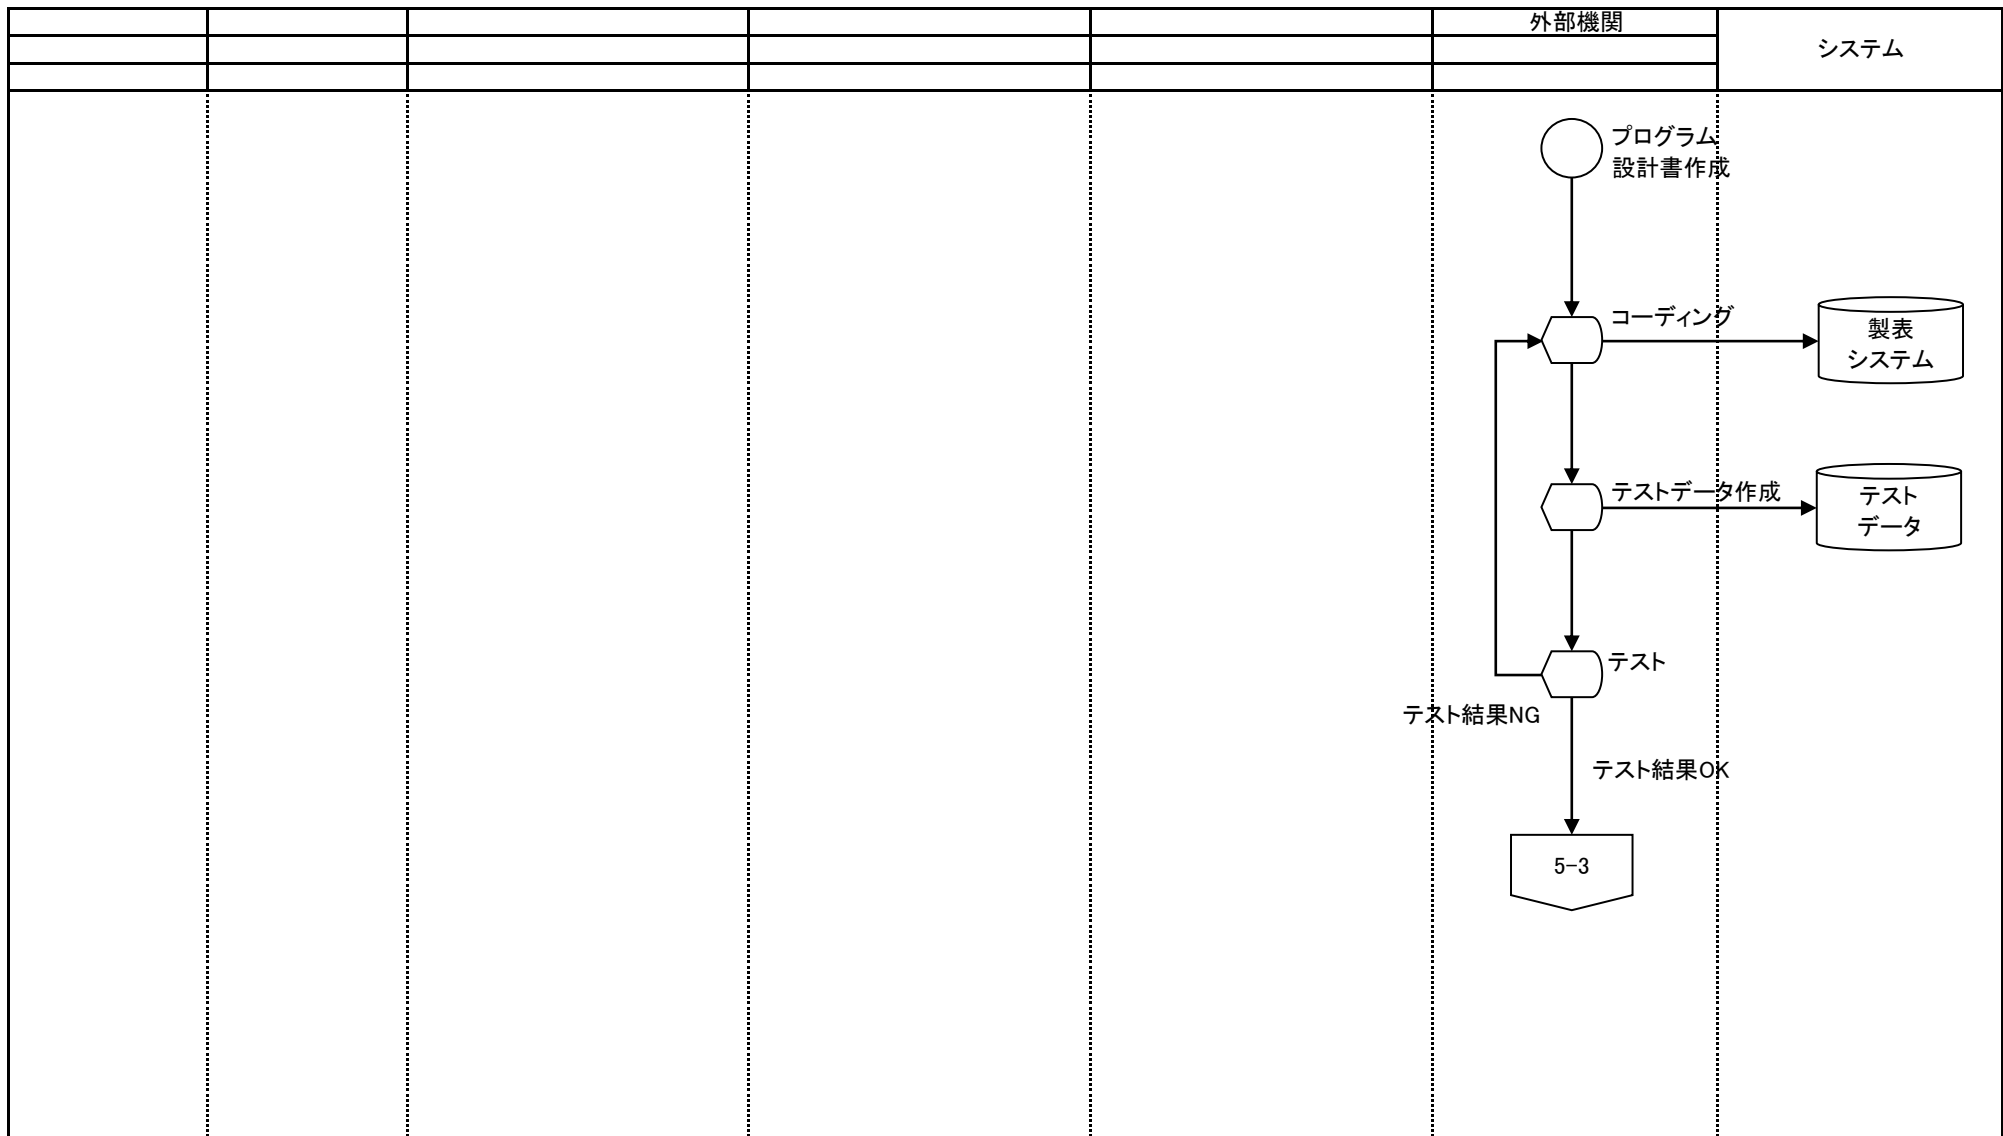 外部機関
システム
プログラム
設計書作成
コーディング
製表
システム
テストデータ作成
テスト
データ
テスト
テスト結果NG
テスト結果OK
5-3